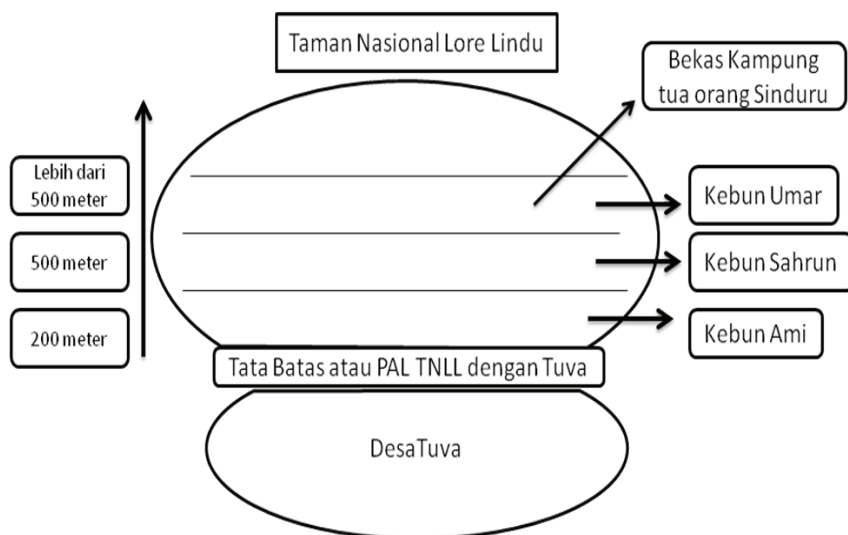 Taman Nasional Lore Lindu
Bekas Kampung
tua orang Sinduru
Lebih dari
500 meter
Kebun Umar
500 meter
Kebun Sahrun
200 meter
Kebun Ami
Tata Batas atau PAL TNLL dengan Tuva
DesaTuva